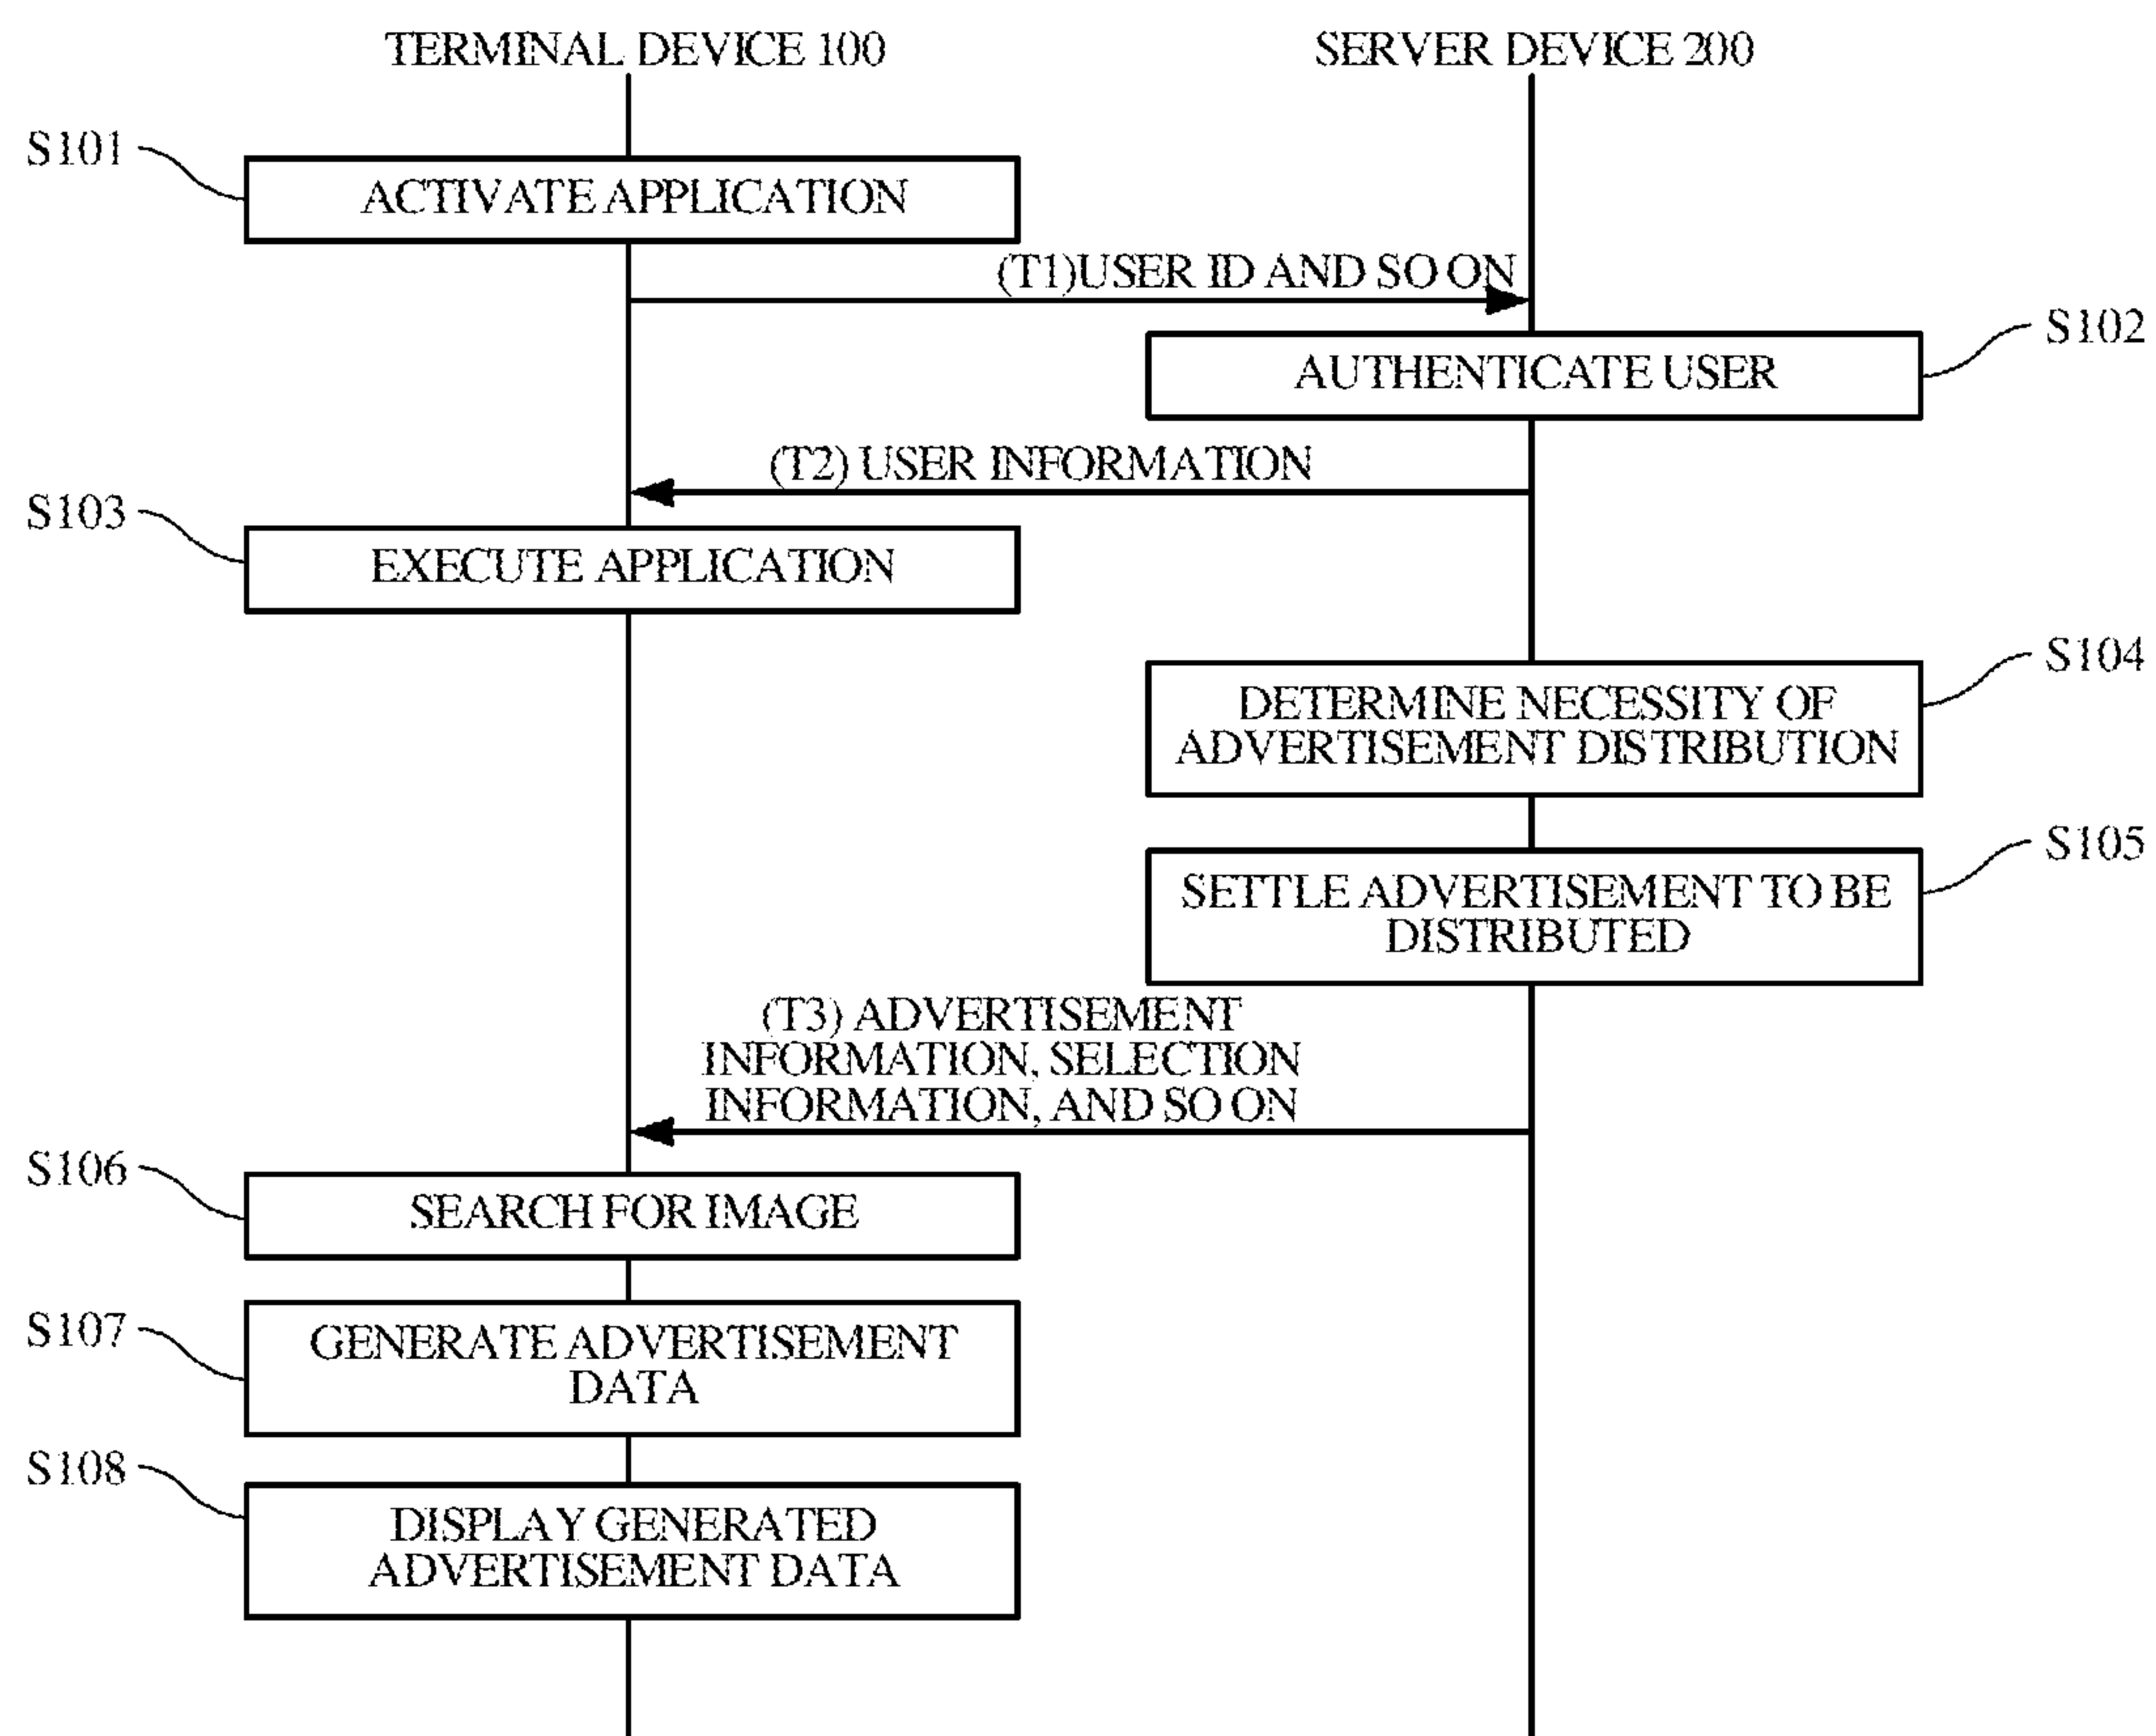 TERMINAL DEVICE 100
SERVER DEVICE 200
S101
ACTIVATE APPLICATION
(T1)USER ID AND SO ON
S102
AUTHENTICATE USER
(T2) USER INFORMATION
S103
EXECUTE APPLICATION
S104
DETERMINE NECESSITY OF
ADVERTISEMENT DISTRIBUTION
S105
SETTLE ADVERTISEMENT TO BE
DISTRIBUTED
(T3) ADVERTISEMENT
INFORMATION, SELECTION
INFORMATION, AND SO ON
S106
SEARCH FOR IMAGE
S107
GENERATE ADVERTISEMENT
DATA
S108
DISPLAY GENERATED
ADVERTISEMENT DATA